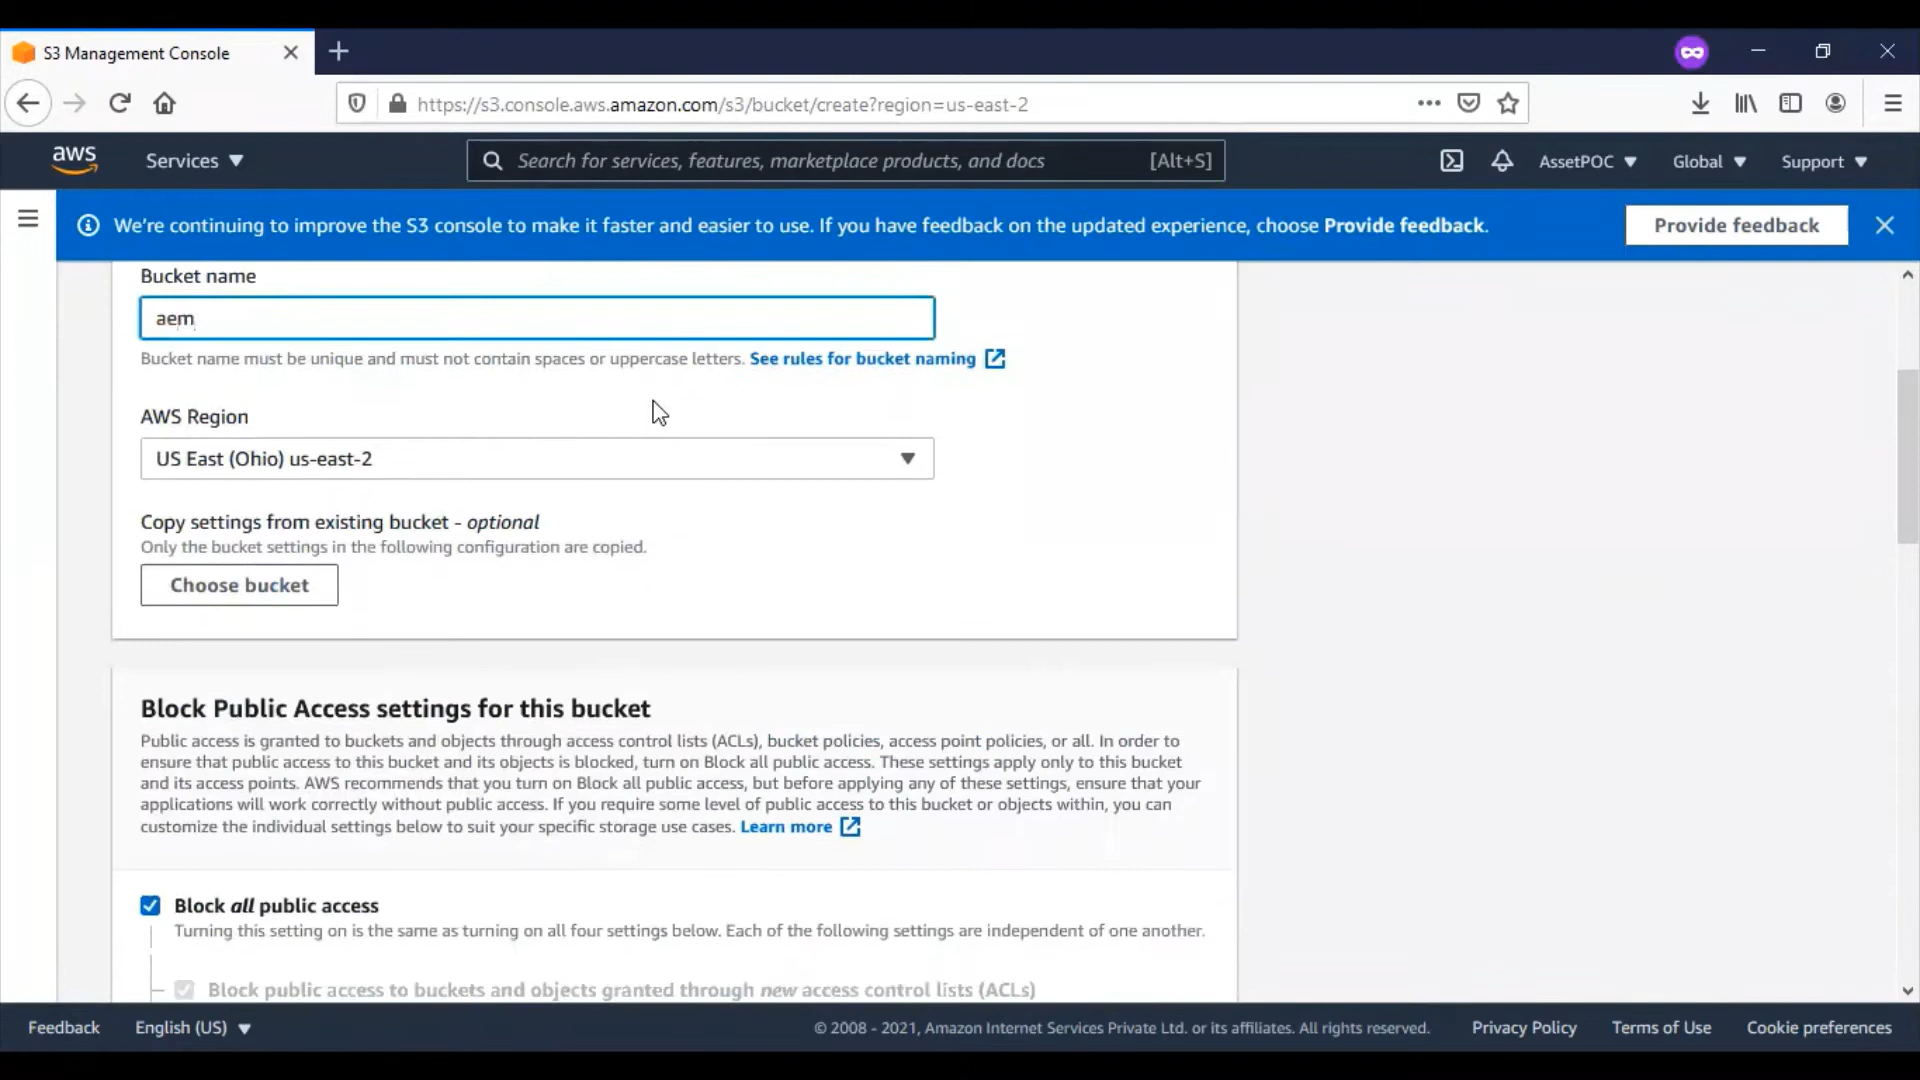 S3 Management Console
https://s3.console.aws.amazon.com/s3/bucket/create?region=us-east-2
aws
Services
Search for services, features, marketplace products, and docs
[Alt+S]
AssetPOC
Global
Support
We're continuing to improve the S3 console to make it faster and easier to use. If you have feedback on the updated experience, choose Provide feedback.
Provide feedback
Bucket name
aem
Bucket name must be unique and must not contain spaces or uppercase letters. See rules for bucket naming
AWS Region
US East (Ohio) us-east-2
Copy settings from existing bucket - optional
Only the bucket settings in the following configuration are copied.
Choose bucket
Block Public Access settings for this bucket
Public access is granted to buckets and objects through access control lists (ACLs), bucket policies, access point policies, or all. In order to
ensure that public access to this bucket and its objects is blocked, turn on Block all public access. These settings apply only to this bucket
and its access points. AWS recommends that you turn on Block all public access, but before applying any of these settings, ensure that your
applications will work correctly without public access. If you require some level of public access to this bucket or objects within, you can
customize the individual settings below to suit your specific storage use cases. Learn more
Block all public access
Turning this setting on is the same as turning on all four settings below. Each of the following settings are independent of one another.
Block public access to buckets and objects granted through new access control lists (ACLs)
Feedback
English (US)
© 2008 - 2021, Amazon Internet Services Private Ltd. or its affiliates. All rights reserved.
Privacy Policy
Terms of Use
Cookie preferences